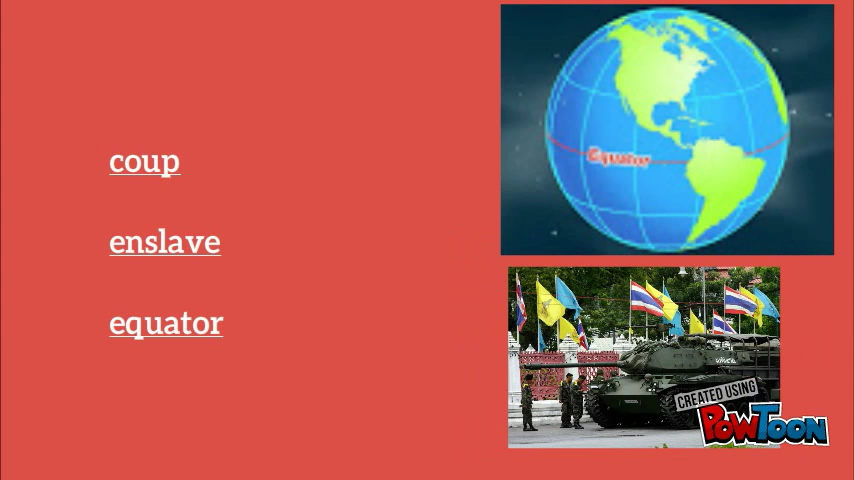 coup
enslave
equator
Equator
CREATED USING
POWTOON